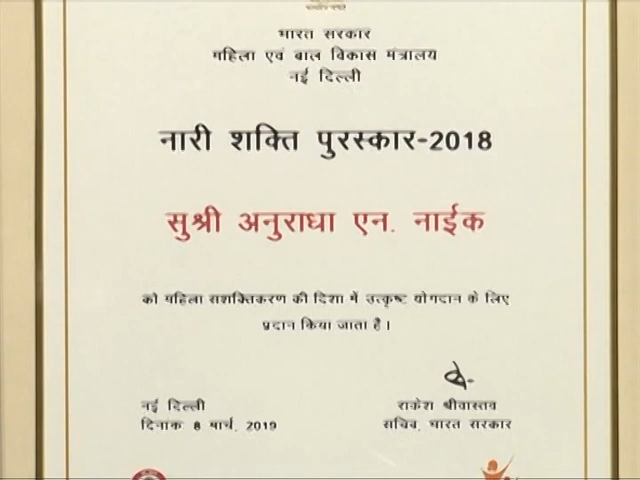 भारत सरकार
महिला एवं बाल विकास मंत्रालय
नई दिल्ली
नारी शक्ति पुरस्कार-2018
सुश्री अनुराधा एन. नाईक
को महिला सशक्तिकरण की दिशा में उत्कृष्ट योगदान के लिए
प्रदान किया जाता है।
नई दिल्ली
दिनांक 8 मार्च, 2019
राकेश श्रीवास्तव
सचिव, भारत सरकार